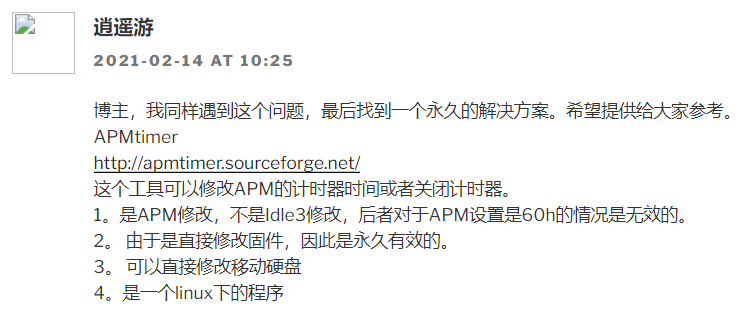 逍遥游
2021-02-14 AT 10:25
博主，我同样遇到这个问题，最后找到一个永久的解决方案。希望提供给大家参考。
APMtimer
http://apmtimer.sourceforge.net/
这个工具可以修改APM的计时器时间或者关闭计时器。
1。是APM修改，不是Idle3修改，后者对于APM设置是60h的情况是无效的。
2。 由于是直接修改固件，因此是永久有效的。
3。 可以直接修改移动硬盘
4。是一个linux下的程序